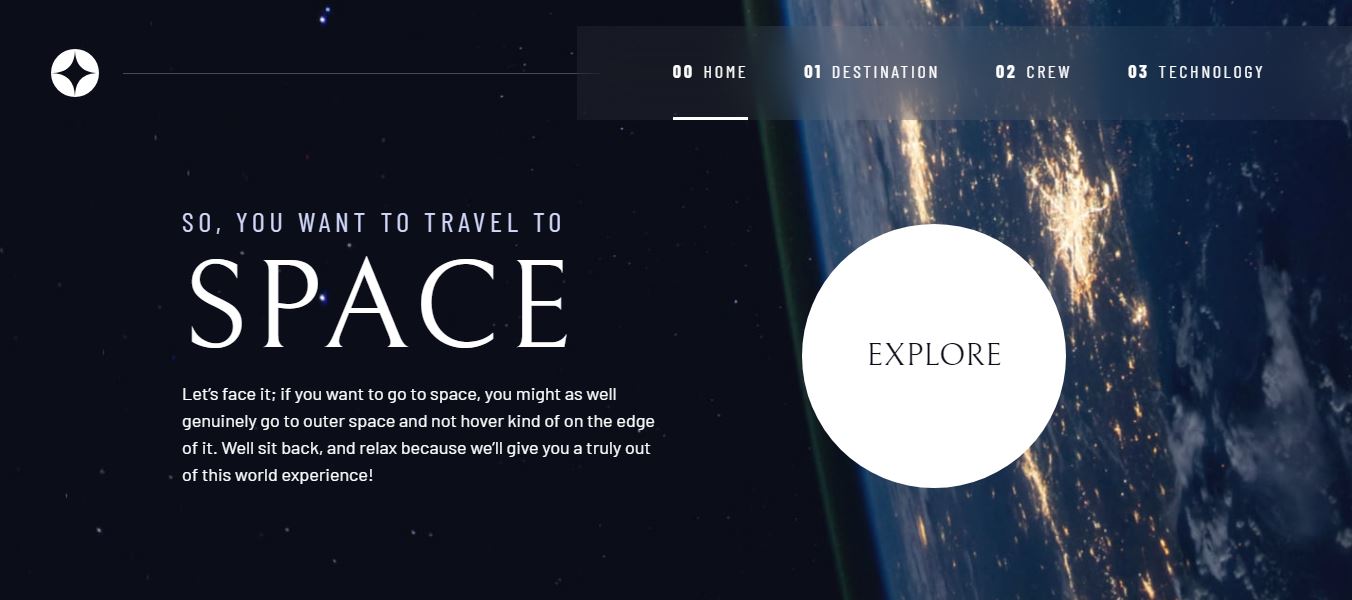 00 HOME 01 DESTINATION 02 CREW 03 TECHNOLOGY
SO, YOU WANT TO TRAVEL TO
SPACE
Let’s face it; if you want to go to space, you might as well
genuinely go to outer space and not hover kind of on the edge
of it. Well sit back, and relax because we’ll give you a truly out
of this world experience!
EXPLORE